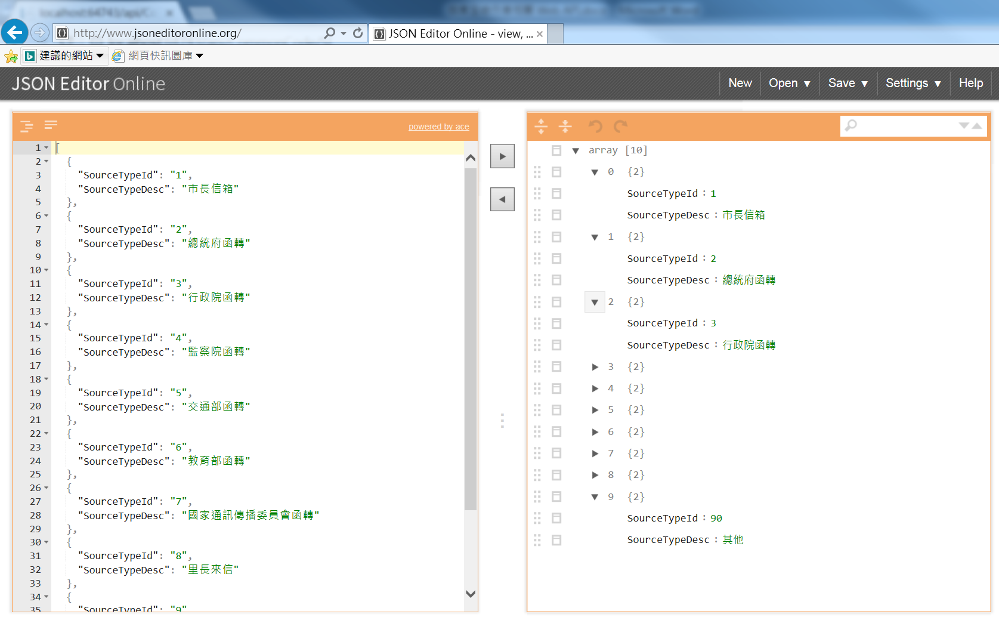 http://www.jsoneditoronline.org/
JSON Editor Online - view, ...
建議的網站
網頁快訊圖庫
JSON Editor Online
New
Open
Save
Settings
Help
powered by ace
1 [
2 {
3 "SourceTypeId": "1",
4 "SourceTypeDesc": "市長信箱"
5 },
6 {
7 "SourceTypeId": "2",
8 "SourceTypeDesc": "總統府函轉"
9 },
10 {
11 "SourceTypeId": "3",
12 "SourceTypeDesc": "行政院函轉"
13 },
14 {
15 "SourceTypeId": "4",
16 "SourceTypeDesc": "監察院函轉"
17 },
18 {
19 "SourceTypeId": "5",
20 "SourceTypeDesc": "交通部函轉"
21 },
22 {
23 "SourceTypeId": "6",
24 "SourceTypeDesc": "教育部函轉"
25 },
26 {
27 "SourceTypeId": "7",
28 "SourceTypeDesc": "國家通訊傳播委員會函轉"
29 },
30 {
31 "SourceTypeId": "8",
32 "SourceTypeDesc": "里長來信"
33 },
34 {
35 "SourceTypeId": "9",
array [10]
0 {2}
SourceTypeId : 1
SourceTypeDesc : 市長信箱
1 {2}
SourceTypeId : 2
SourceTypeDesc : 總統府函轉
2 {2}
SourceTypeId : 3
SourceTypeDesc : 行政院函轉
3 {2}
4 {2}
5 {2}
6 {2}
7 {2}
8 {2}
9 {2}
SourceTypeId : 90
SourceTypeDesc : 其他